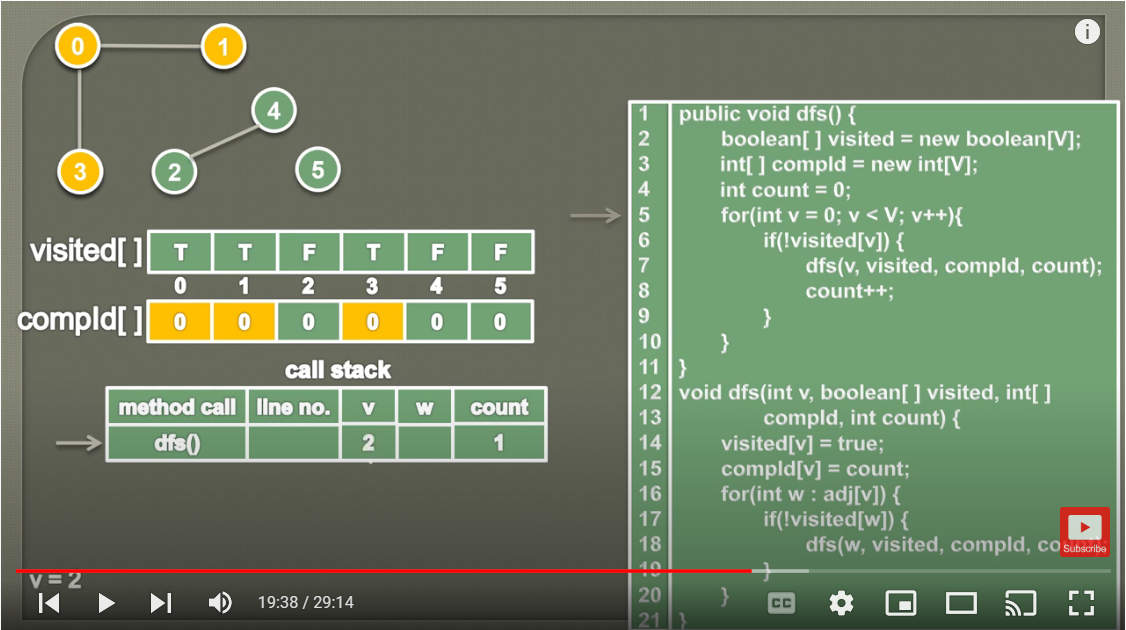 0
1
4
2
5
3
visited[ ]
T T F T F F
0 1 2 3 4 5
compId[ ]
0 0 0 0 0 0
call stack
method call line no. v w count
dfs() 2 1
v = 2
1 public void dfs() {
2 boolean[ ] visited = new boolean[V];
3 int[ ] compId = new int[V];
4 int count = 0;
5 for(int v = 0; v < V; v++){
6 if(!visited[v]) {
7 dfs(v, visited, compId, count);
8 count++;
9 }
10 }
11 }
12 void dfs(int v, boolean[ ] visited, int[ ]
13 compId, int count) {
14 visited[v] = true;
15 compId[v] = count;
16 for(int w : adj[v]) {
17 if(!visited[w]) {
18 dfs(w, visited, compId,
19 }
20 }
21 }
Subscribe
19:38 / 29:14
CC
i